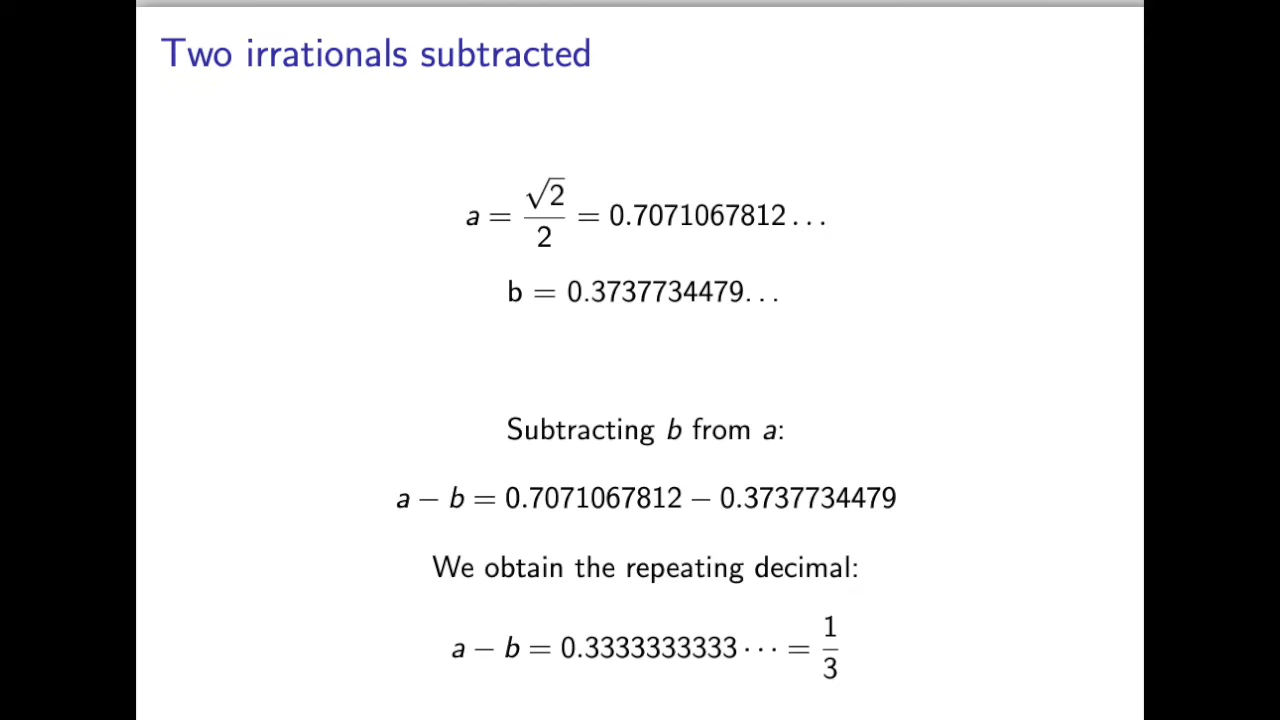 Two irrationals subtracted
a = √2/2 = 0.7071067812...
b = 0.3737734479...
Subtracting b from a:
a − b = 0.7071067812 − 0.3737734479
We obtain the repeating decimal:
a − b = 0.3333333333⋯ = 1/3